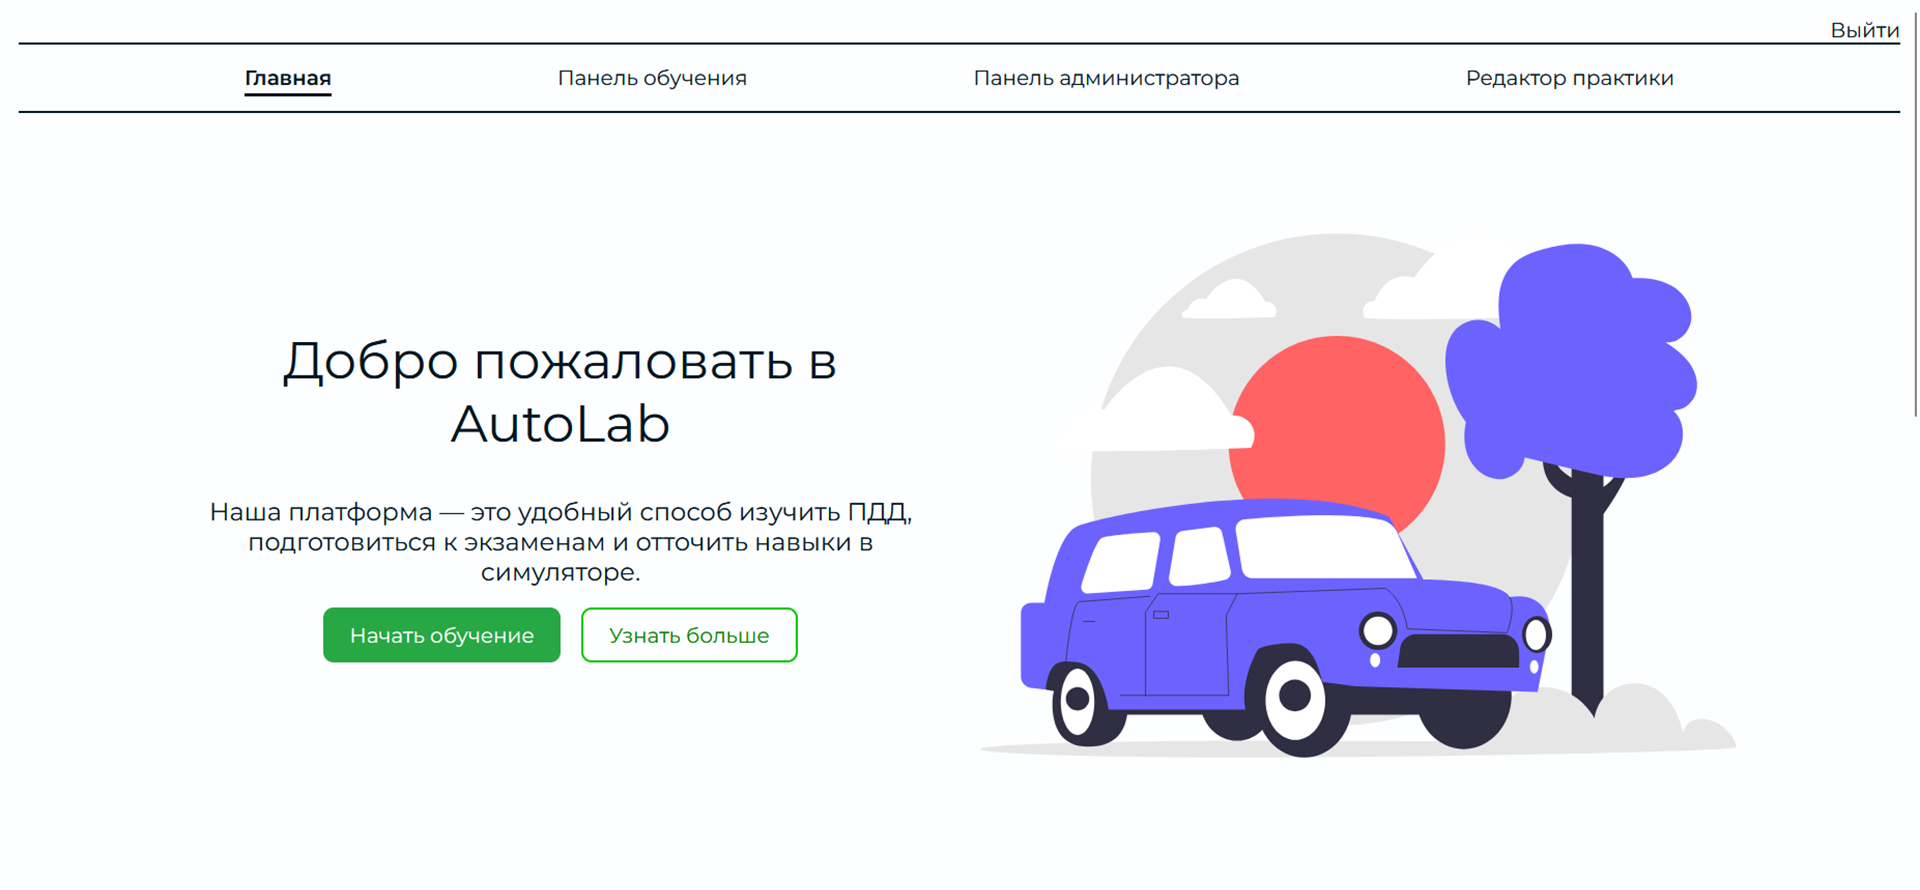 Выйти
Главная Панель обучения Панель администратора Редактор практики
Добро пожаловать в
AutoLab
Наша платформа — это удобный способ изучить ПДД,
подготовиться к экзаменам и отточить навыки в
симуляторе.
Начать обучение Узнать больше